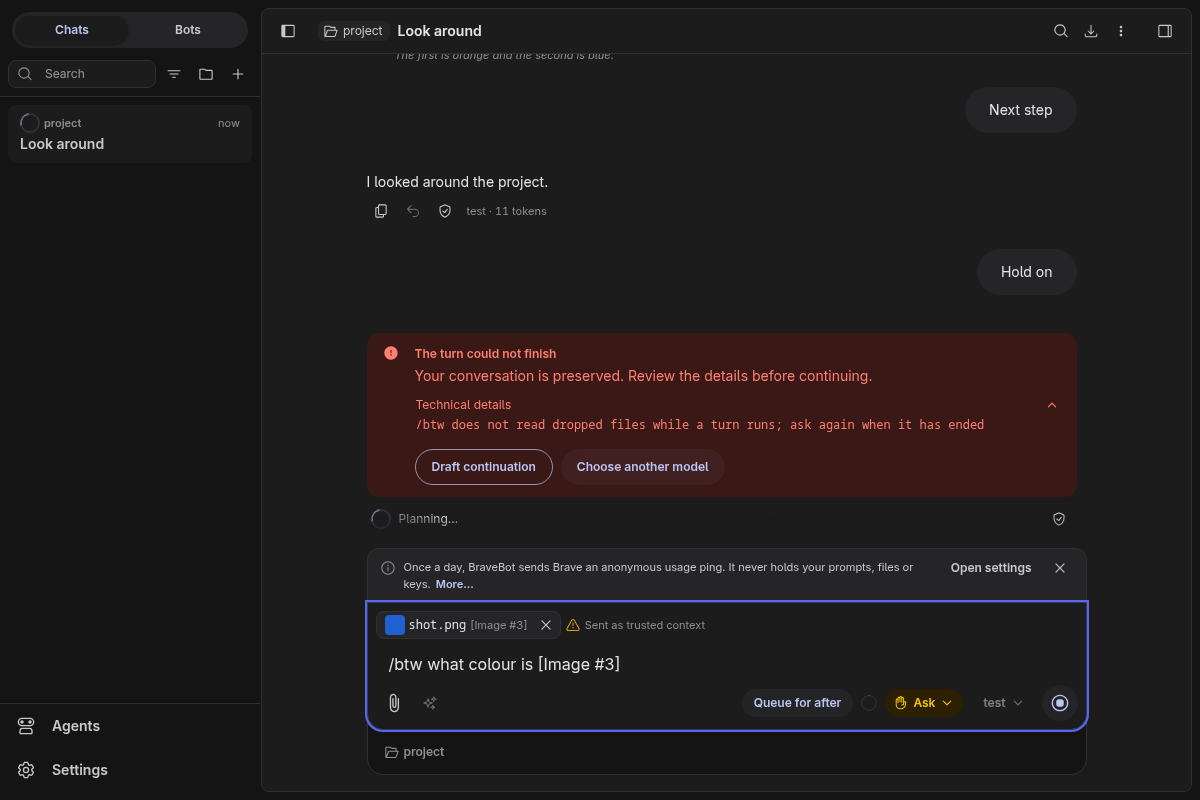 Chats
Bots
Search
project
now
Look around
Agents
Settings
project
Look around
The first is orange and the second is blue.
Next step
I looked around the project.
test · 11 tokens
Hold on
The turn could not finish
Your conversation is preserved. Review the details before continuing.
Technical details
/btw does not read dropped files while a turn runs; ask again when it has ended
Draft continuation
Choose another model
Planning...
Once a day, BraveBot sends Brave an anonymous usage ping. It never holds your prompts, files or
keys. More...
Open settings
shot.png [Image #3]
Sent as trusted context
/btw what colour is [Image #3]
Queue for after
Ask
test
project